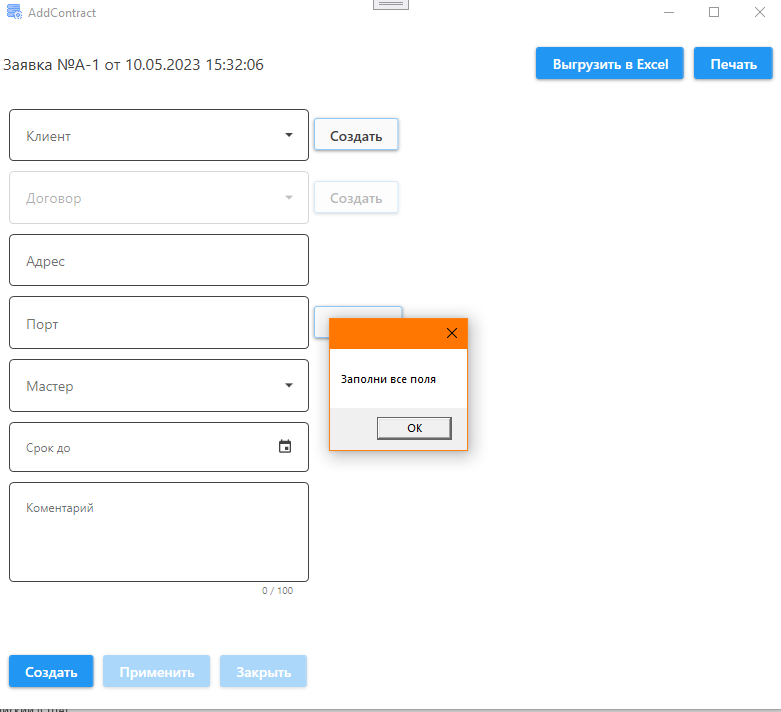 AddContract
Заявка №А-1 от 10.05.2023 15:32:06
Выгрузить в Excel
Печать
Клиент
Создать
Договор
Создать
Адрес
Порт
Заполни все поля
OK
Мастер
Срок до
Коментарий
0 / 100
Создать
Применить
Закрыть